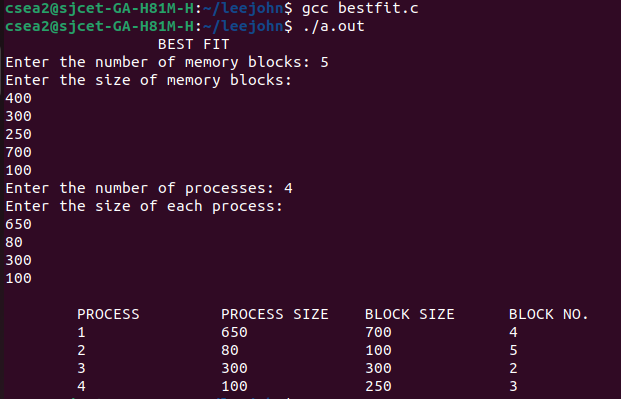 csea2@sjcet-GA-H81M-H:~/leejohn$ gcc bestfit.c
csea2@sjcet-GA-H81M-H:~/leejohn$ ./a.out
BEST FIT
Enter the number of memory blocks: 5
Enter the size of memory blocks:
400
300
250
700
100
Enter the number of processes: 4
Enter the size of each process:
650
80
300
100
PROCESS PROCESS SIZE BLOCK SIZE BLOCK NO.
1 650 700 4
2 80 100 5
3 300 300 2
4 100 250 3